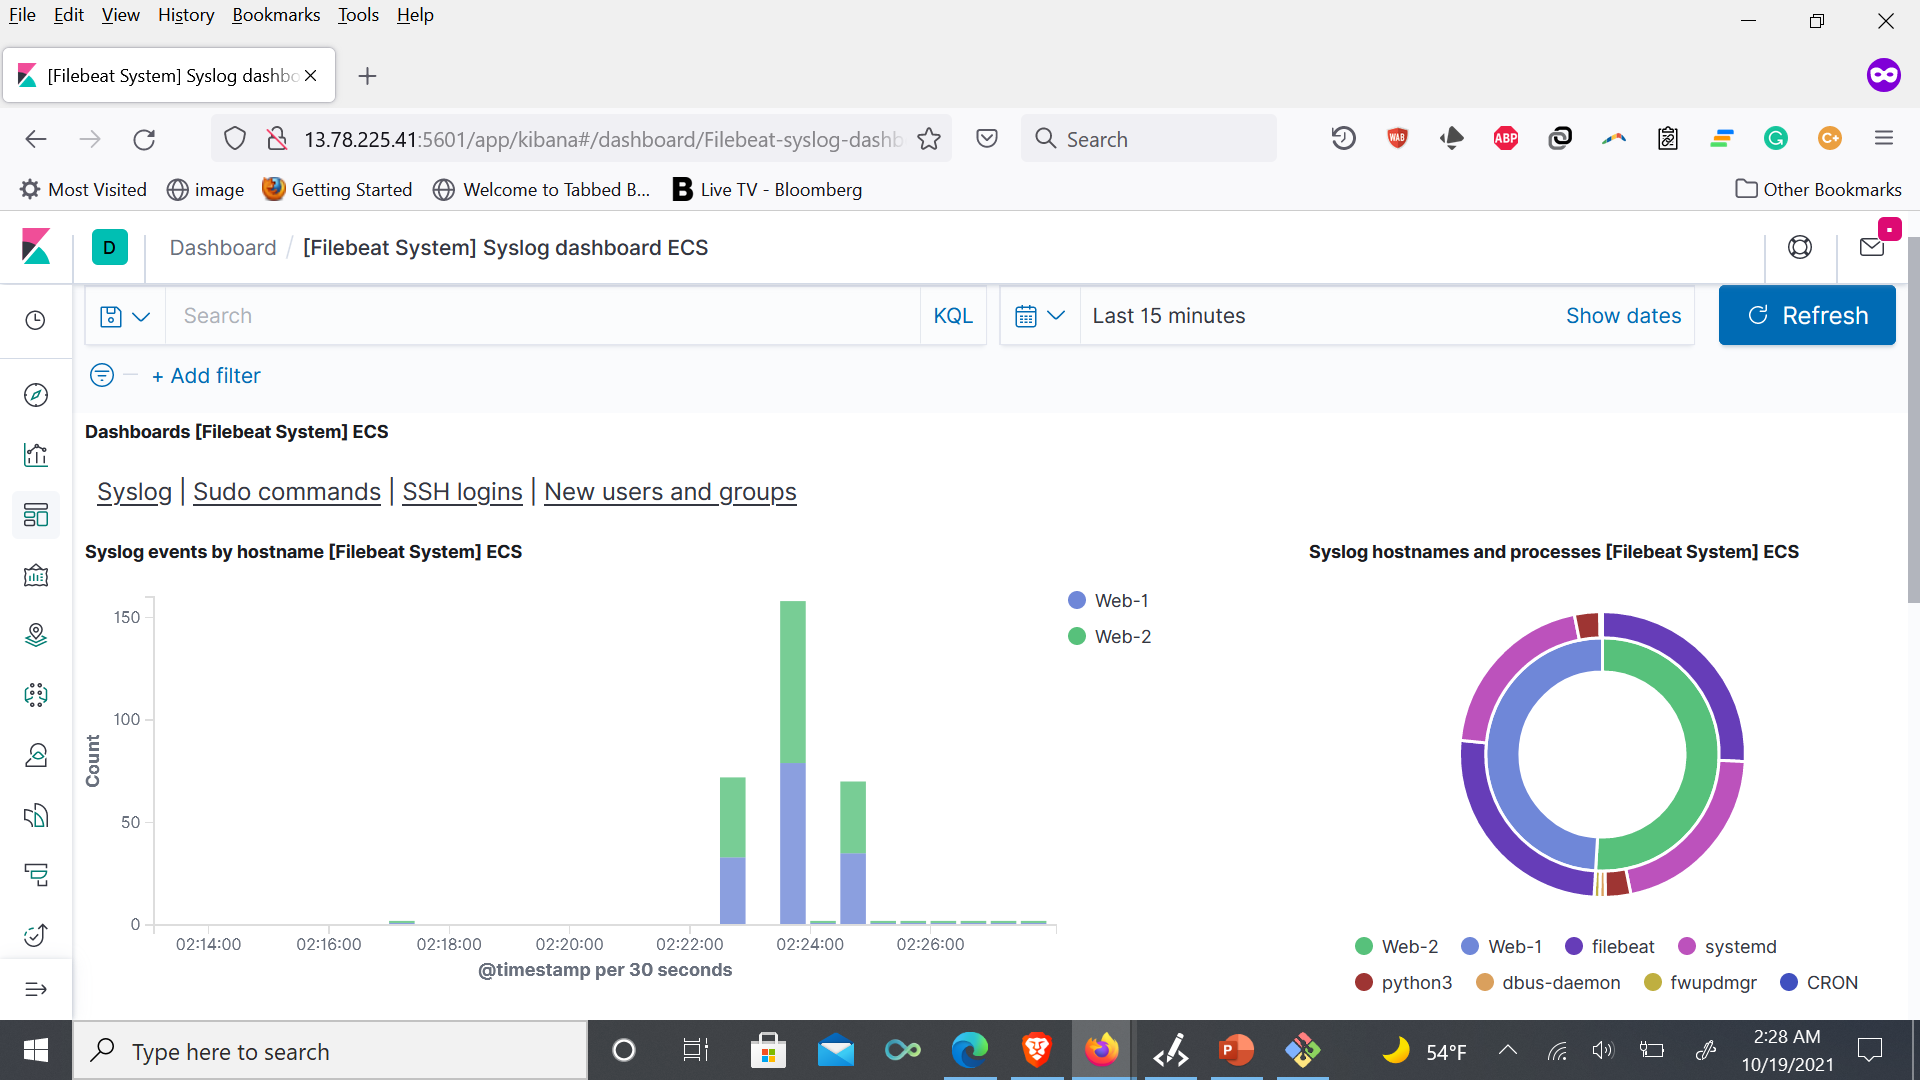 File Edit View History Bookmarks Tools Help
[Filebeat System] Syslog dashbo
13.78.225.41:5601/app/kibana#/dashboard/Filebeat-syslog-dashb
Search
WAB
ABP
G
C+
Most Visited image Getting Started Welcome to Tabbed B... B Live TV - Bloomberg Other Bookmarks
D Dashboard / [Filebeat System] Syslog dashboard ECS
Search KQL Last 15 minutes Show dates Refresh
+ Add filter
Dashboards [Filebeat System] ECS
Syslog | Sudo commands | SSH logins | New users and groups
Syslog events by hostname [Filebeat System] ECS
Syslog hostnames and processes [Filebeat System] ECS
Web-1
Web-2
150
100
50
0
Count
02:14:00 02:16:00 02:18:00 02:20:00 02:22:00 02:24:00 02:26:00
@timestamp per 30 seconds
Web-2 Web-1 filebeat systemd
python3 dbus-daemon fwupdmgr CRON
Type here to search
P
54°F
2:28 AM
10/19/2021